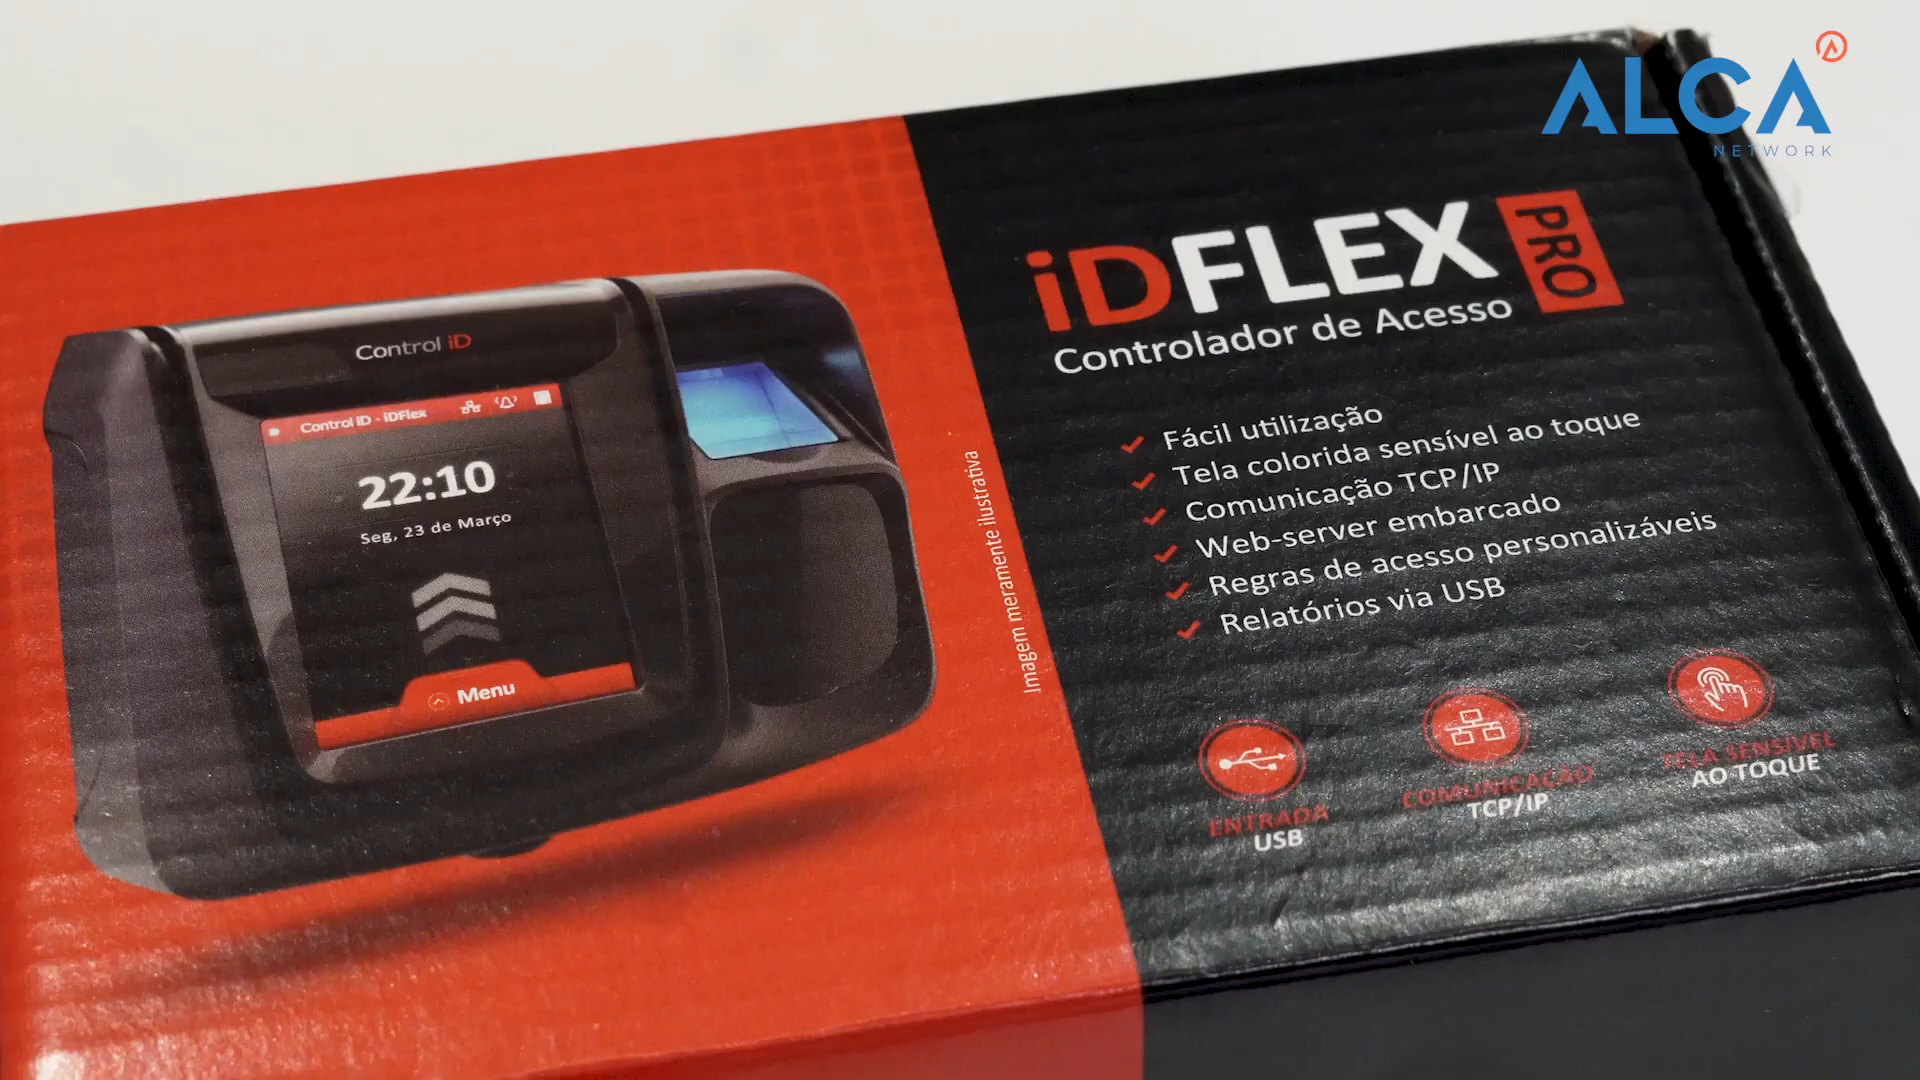 ALCA
NETWORK
iDFLEX PRO
Controlador de Acesso
Fácil utilização
Tela colorida sensível ao toque
Comunicação TCP/IP
Web-server embarcado
Regras de acesso personalizáveis
Relatórios via USB
ENTRADA
USB
COMUNICAÇÃO
TCP/IP
TELA SENSÍVEL
AO TOQUE
Imagem meramente ilustrativa
Control iD
Control iD - iDFlex
22:10
Seg, 23 de Março
Menu